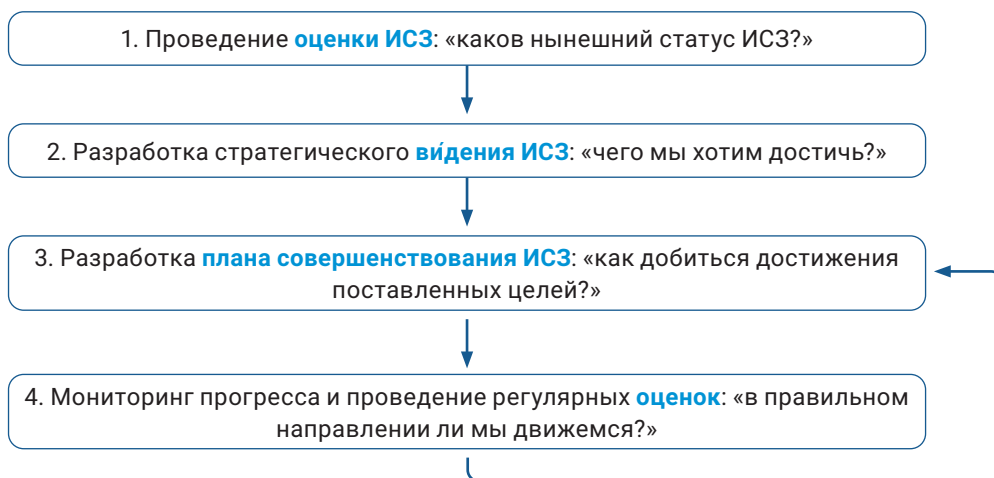 1. Проведение оценки ИСЗ: «каков нынешний статус ИСЗ?»
2. Разработка стратегического ви́дения ИСЗ: «чего мы хотим достичь?»
3. Разработка плана совершенствования ИСЗ: «как добиться достижения
поставленных целей?»
4. Мониторинг прогресса и проведение регулярных оценок: «в правильном
направлении ли мы движемся?»